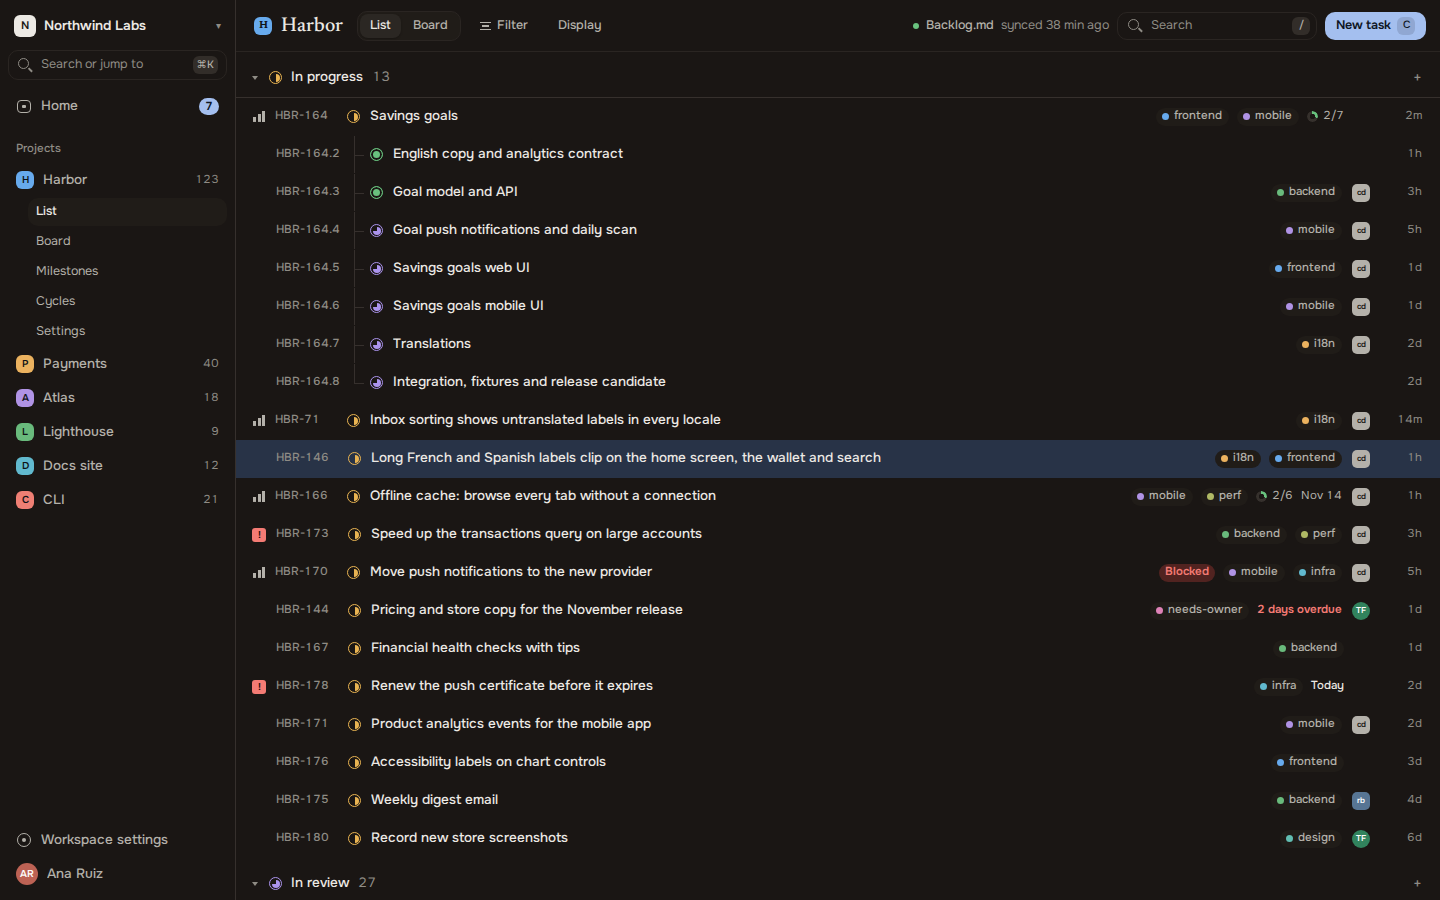 N Northwind Labs
Search or jump to ⌘K
Home 7
Projects
H Harbor 123
List
Board
Milestones
Cycles
Settings
P Payments 40
A Atlas 18
L Lighthouse 9
D Docs site 12
C CLI 21
Workspace settings
AR Ana Ruiz
H Harbor List Board Filter Display Backlog.md synced 38 min ago Search / New task C
In progress 13 +
HBR-164 Savings goals frontend mobile 2/7 2m
HBR-164.2 English copy and analytics contract 1h
HBR-164.3 Goal model and API backend cd 3h
HBR-164.4 Goal push notifications and daily scan mobile cd 5h
HBR-164.5 Savings goals web UI frontend cd 1d
HBR-164.6 Savings goals mobile UI mobile cd 1d
HBR-164.7 Translations i18n cd 2d
HBR-164.8 Integration, fixtures and release candidate 2d
HBR-71 Inbox sorting shows untranslated labels in every locale i18n cd 14m
HBR-146 Long French and Spanish labels clip on the home screen, the wallet and search i18n frontend cd 1h
HBR-166 Offline cache: browse every tab without a connection mobile perf 2/6 Nov 14 cd 1h
! HBR-173 Speed up the transactions query on large accounts backend perf cd 3h
HBR-170 Move push notifications to the new provider Blocked mobile infra cd 5h
HBR-144 Pricing and store copy for the November release needs-owner 2 days overdue TF 1d
HBR-167 Financial health checks with tips backend 1d
! HBR-178 Renew the push certificate before it expires infra Today 2d
HBR-171 Product analytics events for the mobile app mobile cd 2d
HBR-176 Accessibility labels on chart controls frontend 3d
HBR-175 Weekly digest email backend rb 4d
HBR-180 Record new store screenshots design TF 6d
In review 27 +